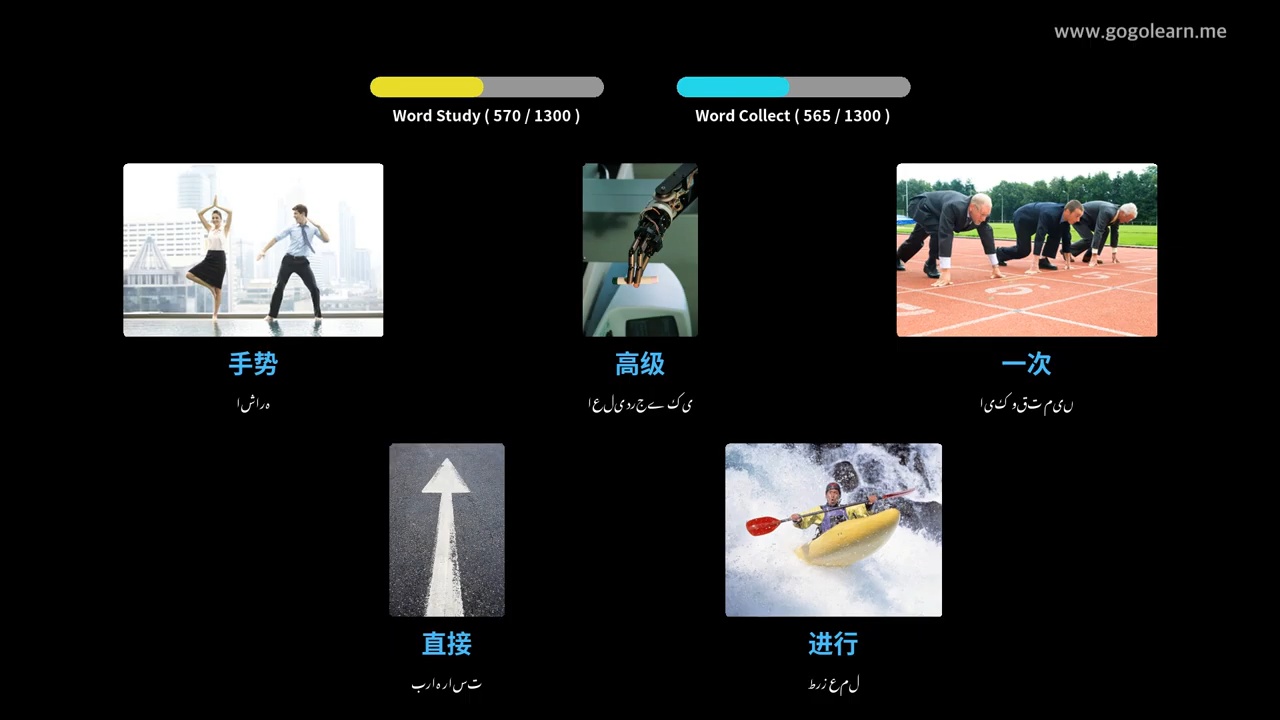 www.gogolearn.me
Word Study ( 570 / 1300 )
Word Collect ( 565 / 1300 )
手势
高级
一次
اشارہ
اعلی درجے کی
ایک وقت میں
直接
进行
براہ راست
طرز عمل